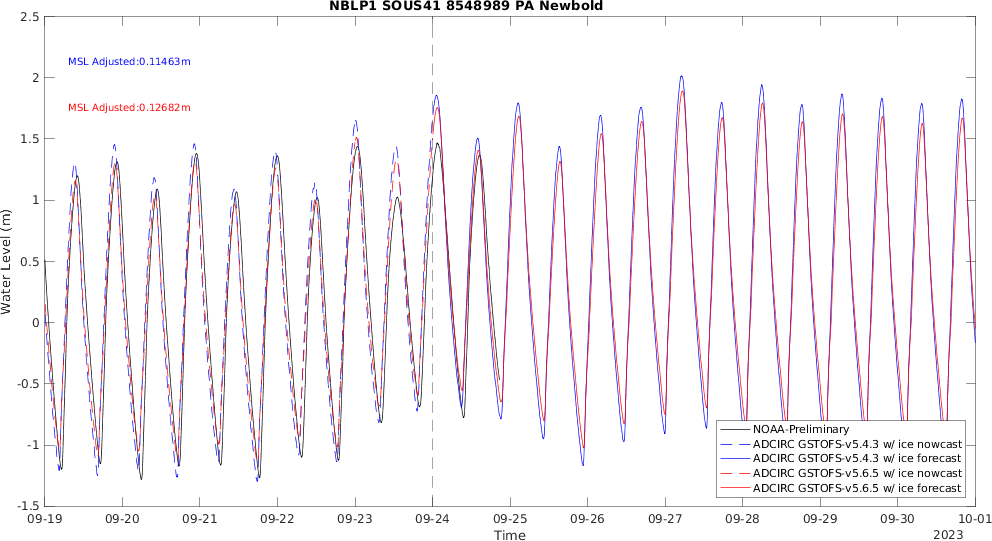 NBLP1 SOUS41 8548989 PA Newbold
2.5
2
1.5
1
0.5
0
-0.5
-1
-1.5
Water Level (m)
MSL Adjusted:0.11463m
MSL Adjusted:0.12682m
NOAA-Preliminary
ADCIRC GSTOFS-v5.4.3 w/ ice nowcast
ADCIRC GSTOFS-v5.4.3 w/ ice forecast
ADCIRC GSTOFS-v5.6.5 w/ ice nowcast
ADCIRC GSTOFS-v5.6.5 w/ ice forecast
09-19 09-20 09-21 09-22 09-23 09-24 09-25 09-26 09-27 09-28 09-29 09-30 10-01
Time
2023